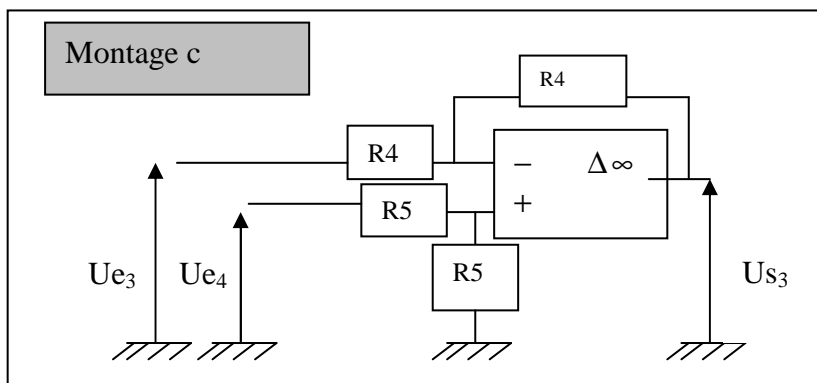 Montage c
R4
R4
− Δ∞
R5
+
Ue₃ Ue₄ R5 Us₃